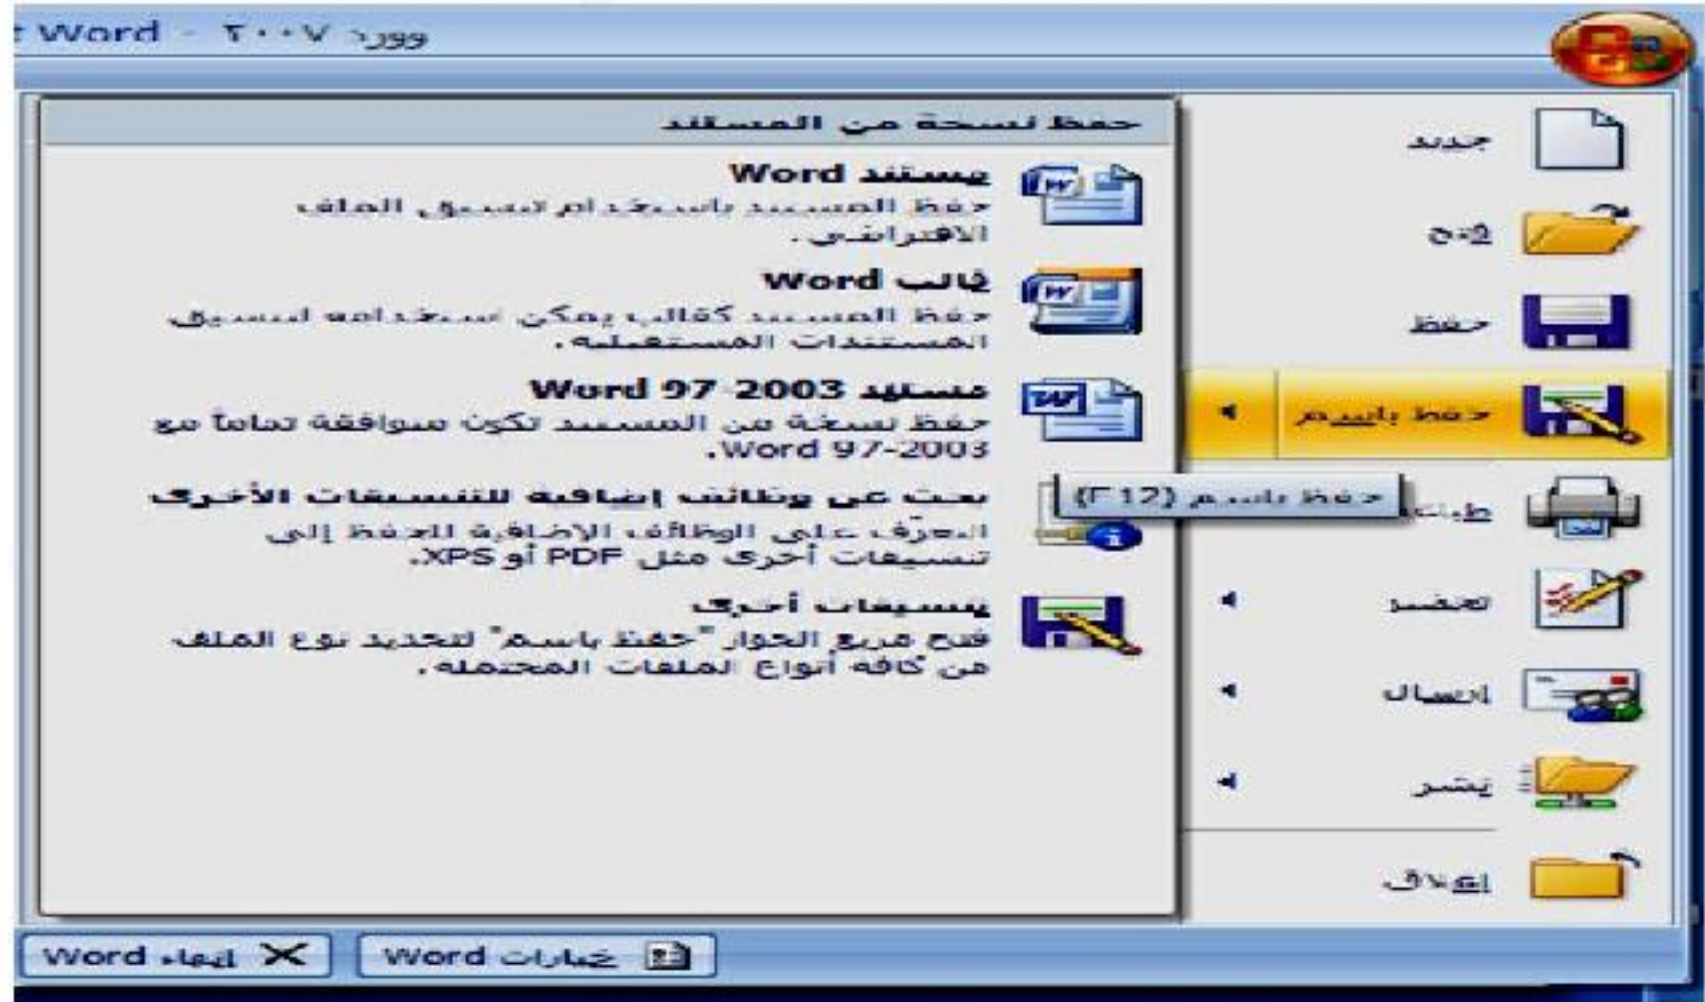 وورد ٢٠٠٧ - t Word
جديد
فتح
حفظ
حفظ باسم
تحضير
إرسال
نشر
إغلاق
حفظ باسم (F12)
حفظ نسخة من المستند
مستند Word
حفظ المستند باستخدام تنسيق الملف
الافتراضي.
قالب Word
حفظ المستند كقالب يمكن استخدامه لتنسيق
المستندات المستقبلية.
مستند Word 97-2003
حفظ نسخة من المستند تكون متوافقة تماماً مع
Word 97-2003.
بحث عن وظائف إضافية للتنسيقات الأخرى
التعرّف على الوظائف الإضافية للحفظ إلى
تنسيقات أخرى مثل PDF أو XPS.
تنسيقات أخرى
فتح مربع الحوار "حفظ باسم" لتحديد نوع الملف
من كافة أنواع الملفات المحتملة.
خيارات Word
إنهاء Word